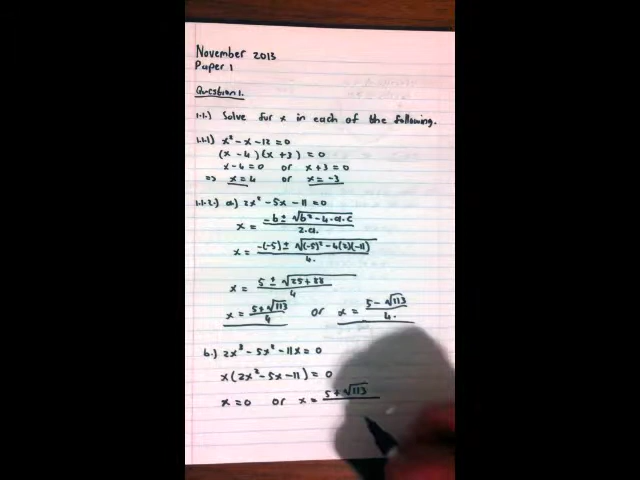 November 2013
Paper 1
Question 1.
1.1.) Solve for x in each of the following.
1.1.1) x² - x - 12 = 0
(x - 4)(x + 3) = 0
x - 4 = 0 or x + 3 = 0
⇒ x = 4 or x = -3
1.1.2.) a) 2x² - 5x - 11 = 0
x = -b ± √b² - 4.a.c / 2.a.
x = -(-5) ± √(-5)² - 4(2)(-11) / 4.
x = 5 ± √25 + 88 / 4
x = 5 + √113 / 4 or x = 5 - √113 / 4.
b.) 2x³ - 5x² - 11x = 0
x(2x² - 5x - 11) = 0
x = 0 or x = 5 + √113